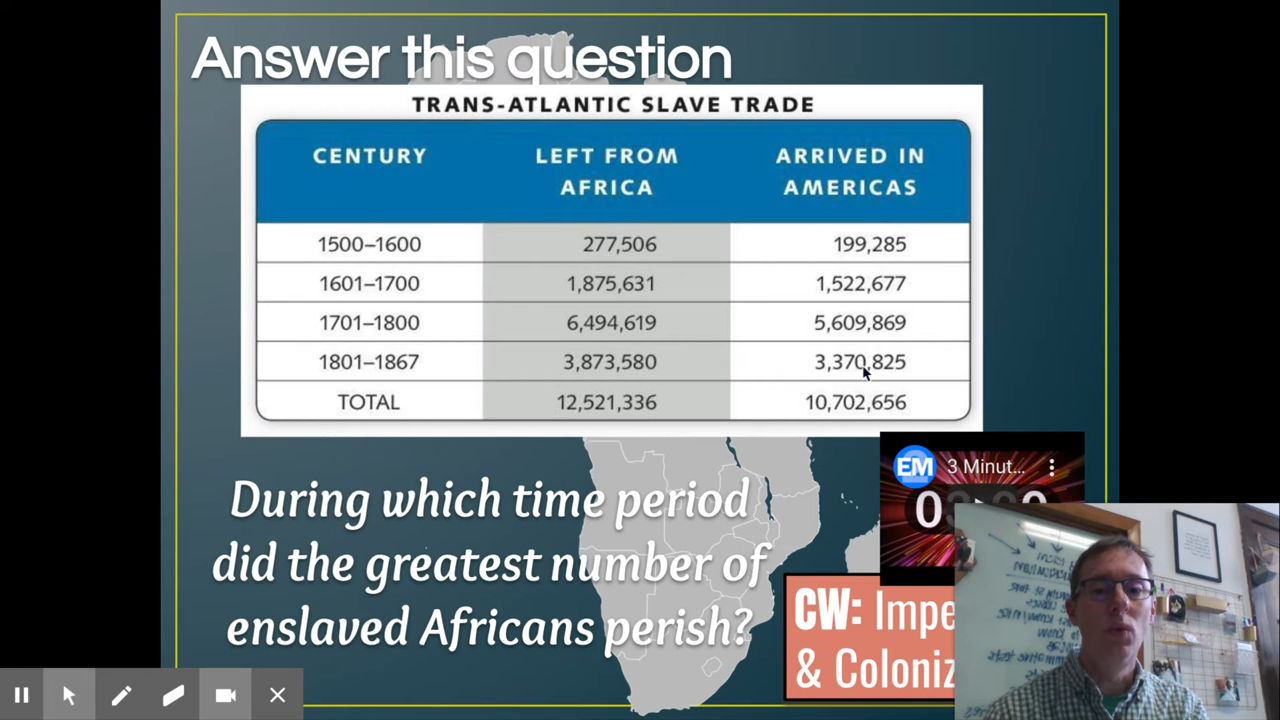 Answer this question
TRANS-ATLANTIC SLAVE TRADE
CENTURY LEFT FROM AFRICA ARRIVED IN AMERICAS
1500–1600 277,506 199,285
1601–1700 1,875,631 1,522,677
1701–1800 6,494,619 5,609,869
1801–1867 3,873,580 3,370,825
TOTAL 12,521,336 10,702,656
During which time period
did the greatest number of
enslaved Africans perish?
EM 3 Minut...
CW: Impe
& Coloniz